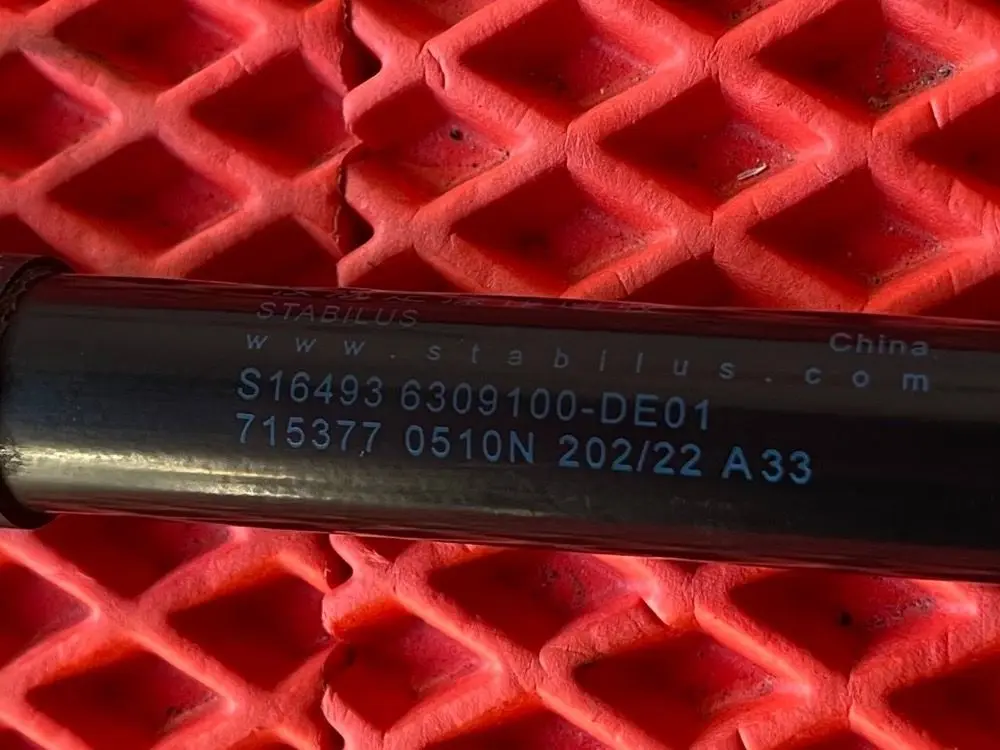 STABILUS China
www.stabilus.com
S16493 6309100-DE01
715377 0510N 202/22 A33